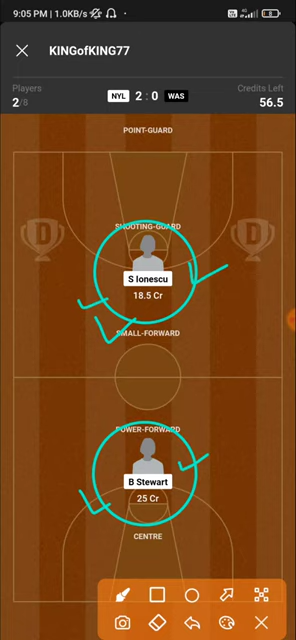 9:05 PM | 1.0KB/s
8
KINGofKING77
Players
Credits Left
2/8
NYL 2 : 0 WAS
56.5
POINT-GUARD
D
D
SHOOTING-GUARD
S Ionescu
18.5 Cr
SMALL-FORWARD
POWER-FORWARD
B Stewart
25 Cr
CENTRE